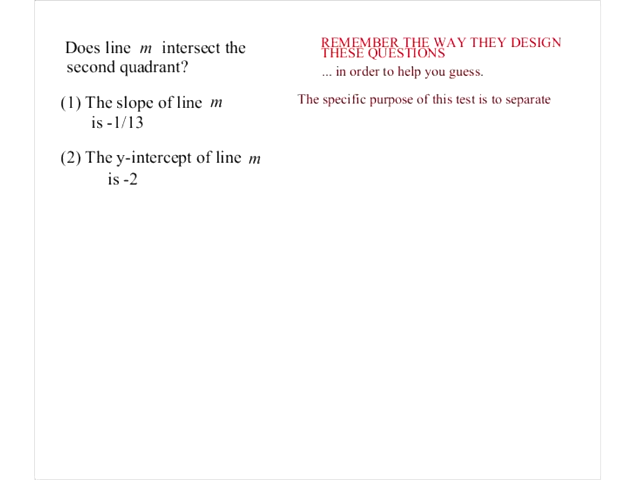 Does line m intersect the
second quadrant?
(1) The slope of line m
is -1/13
(2) The y-intercept of line m
is -2
REMEMBER THE WAY THEY DESIGN
THESE QUESTIONS
... in order to help you guess.
The specific purpose of this test is to separate